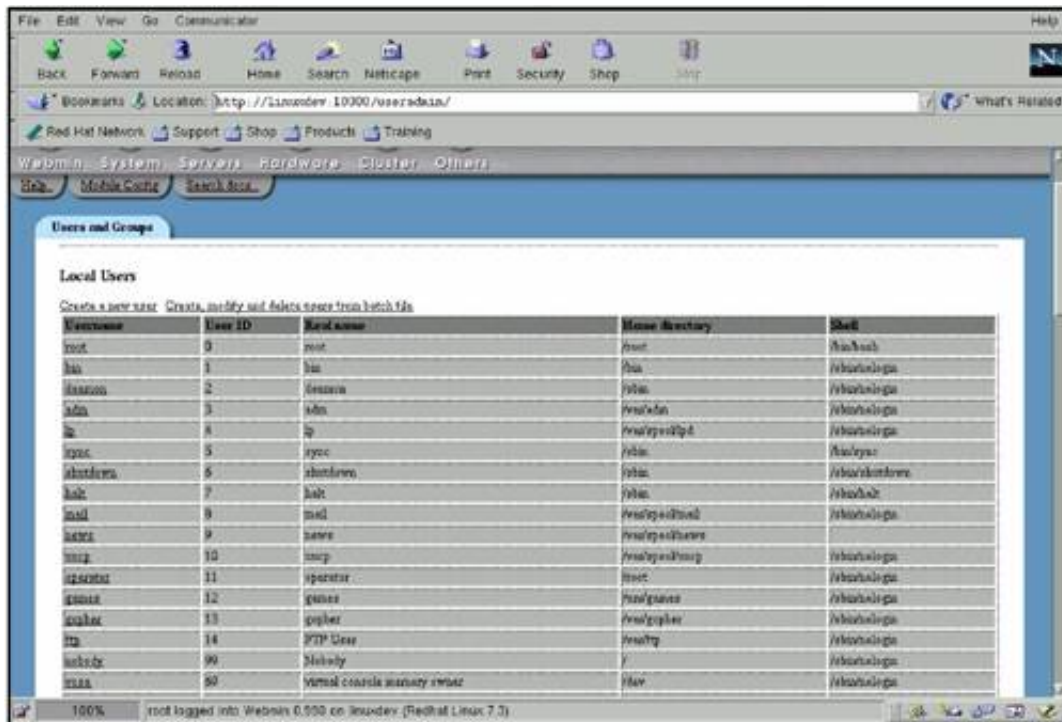 File Edit View Go Communicator Help
Back Forward Reload Home Search Netscape Print Security Shop Stop
N
Bookmarks Location: http://linuxdev:10000/useradmin/ What's Related
Red Hat Network Support Shop Products Training
Webmin System Servers Hardware Cluster Others
Help.. Module Config Search docs..
Users and Groups
Local Users
Create a new user Create, modify and delete users from batch file
Username User ID Real name Home directory Shell
root 0 root /root /bin/bash
bin 1 bin /bin /sbin/nologin
daemon 2 daemon /sbin /sbin/nologin
adm 3 adm /var/adm /sbin/nologin
lp 4 lp /var/spool/lpd /sbin/nologin
sync 5 sync /sbin /bin/sync
shutdown 6 shutdown /sbin /sbin/shutdown
halt 7 halt /sbin /sbin/halt
mail 8 mail /var/spool/mail /sbin/nologin
news 9 news /var/spool/news
uucp 10 uucp /var/spool/uucp /sbin/nologin
operator 11 operator /root /sbin/nologin
games 12 games /usr/games /sbin/nologin
gopher 13 gopher /var/gopher /sbin/nologin
ftp 14 FTP User /var/ftp /sbin/nologin
nobody 99 Nobody / /sbin/nologin
vcsa 69 virtual console memory owner /dev /sbin/nologin
100% root logged into Webmin 0.990 on linuxdev (Redhat Linux 7.3)